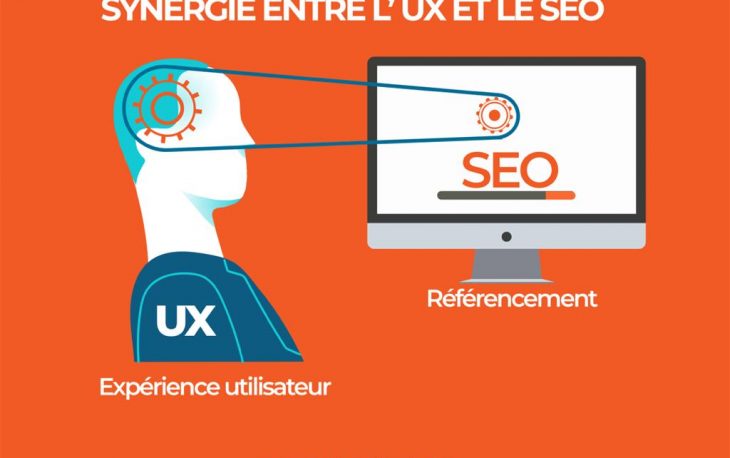 SYNERGIE ENTRE L' UX ET LE SEO
SEO
Référencement
UX
Expérience utilisateur